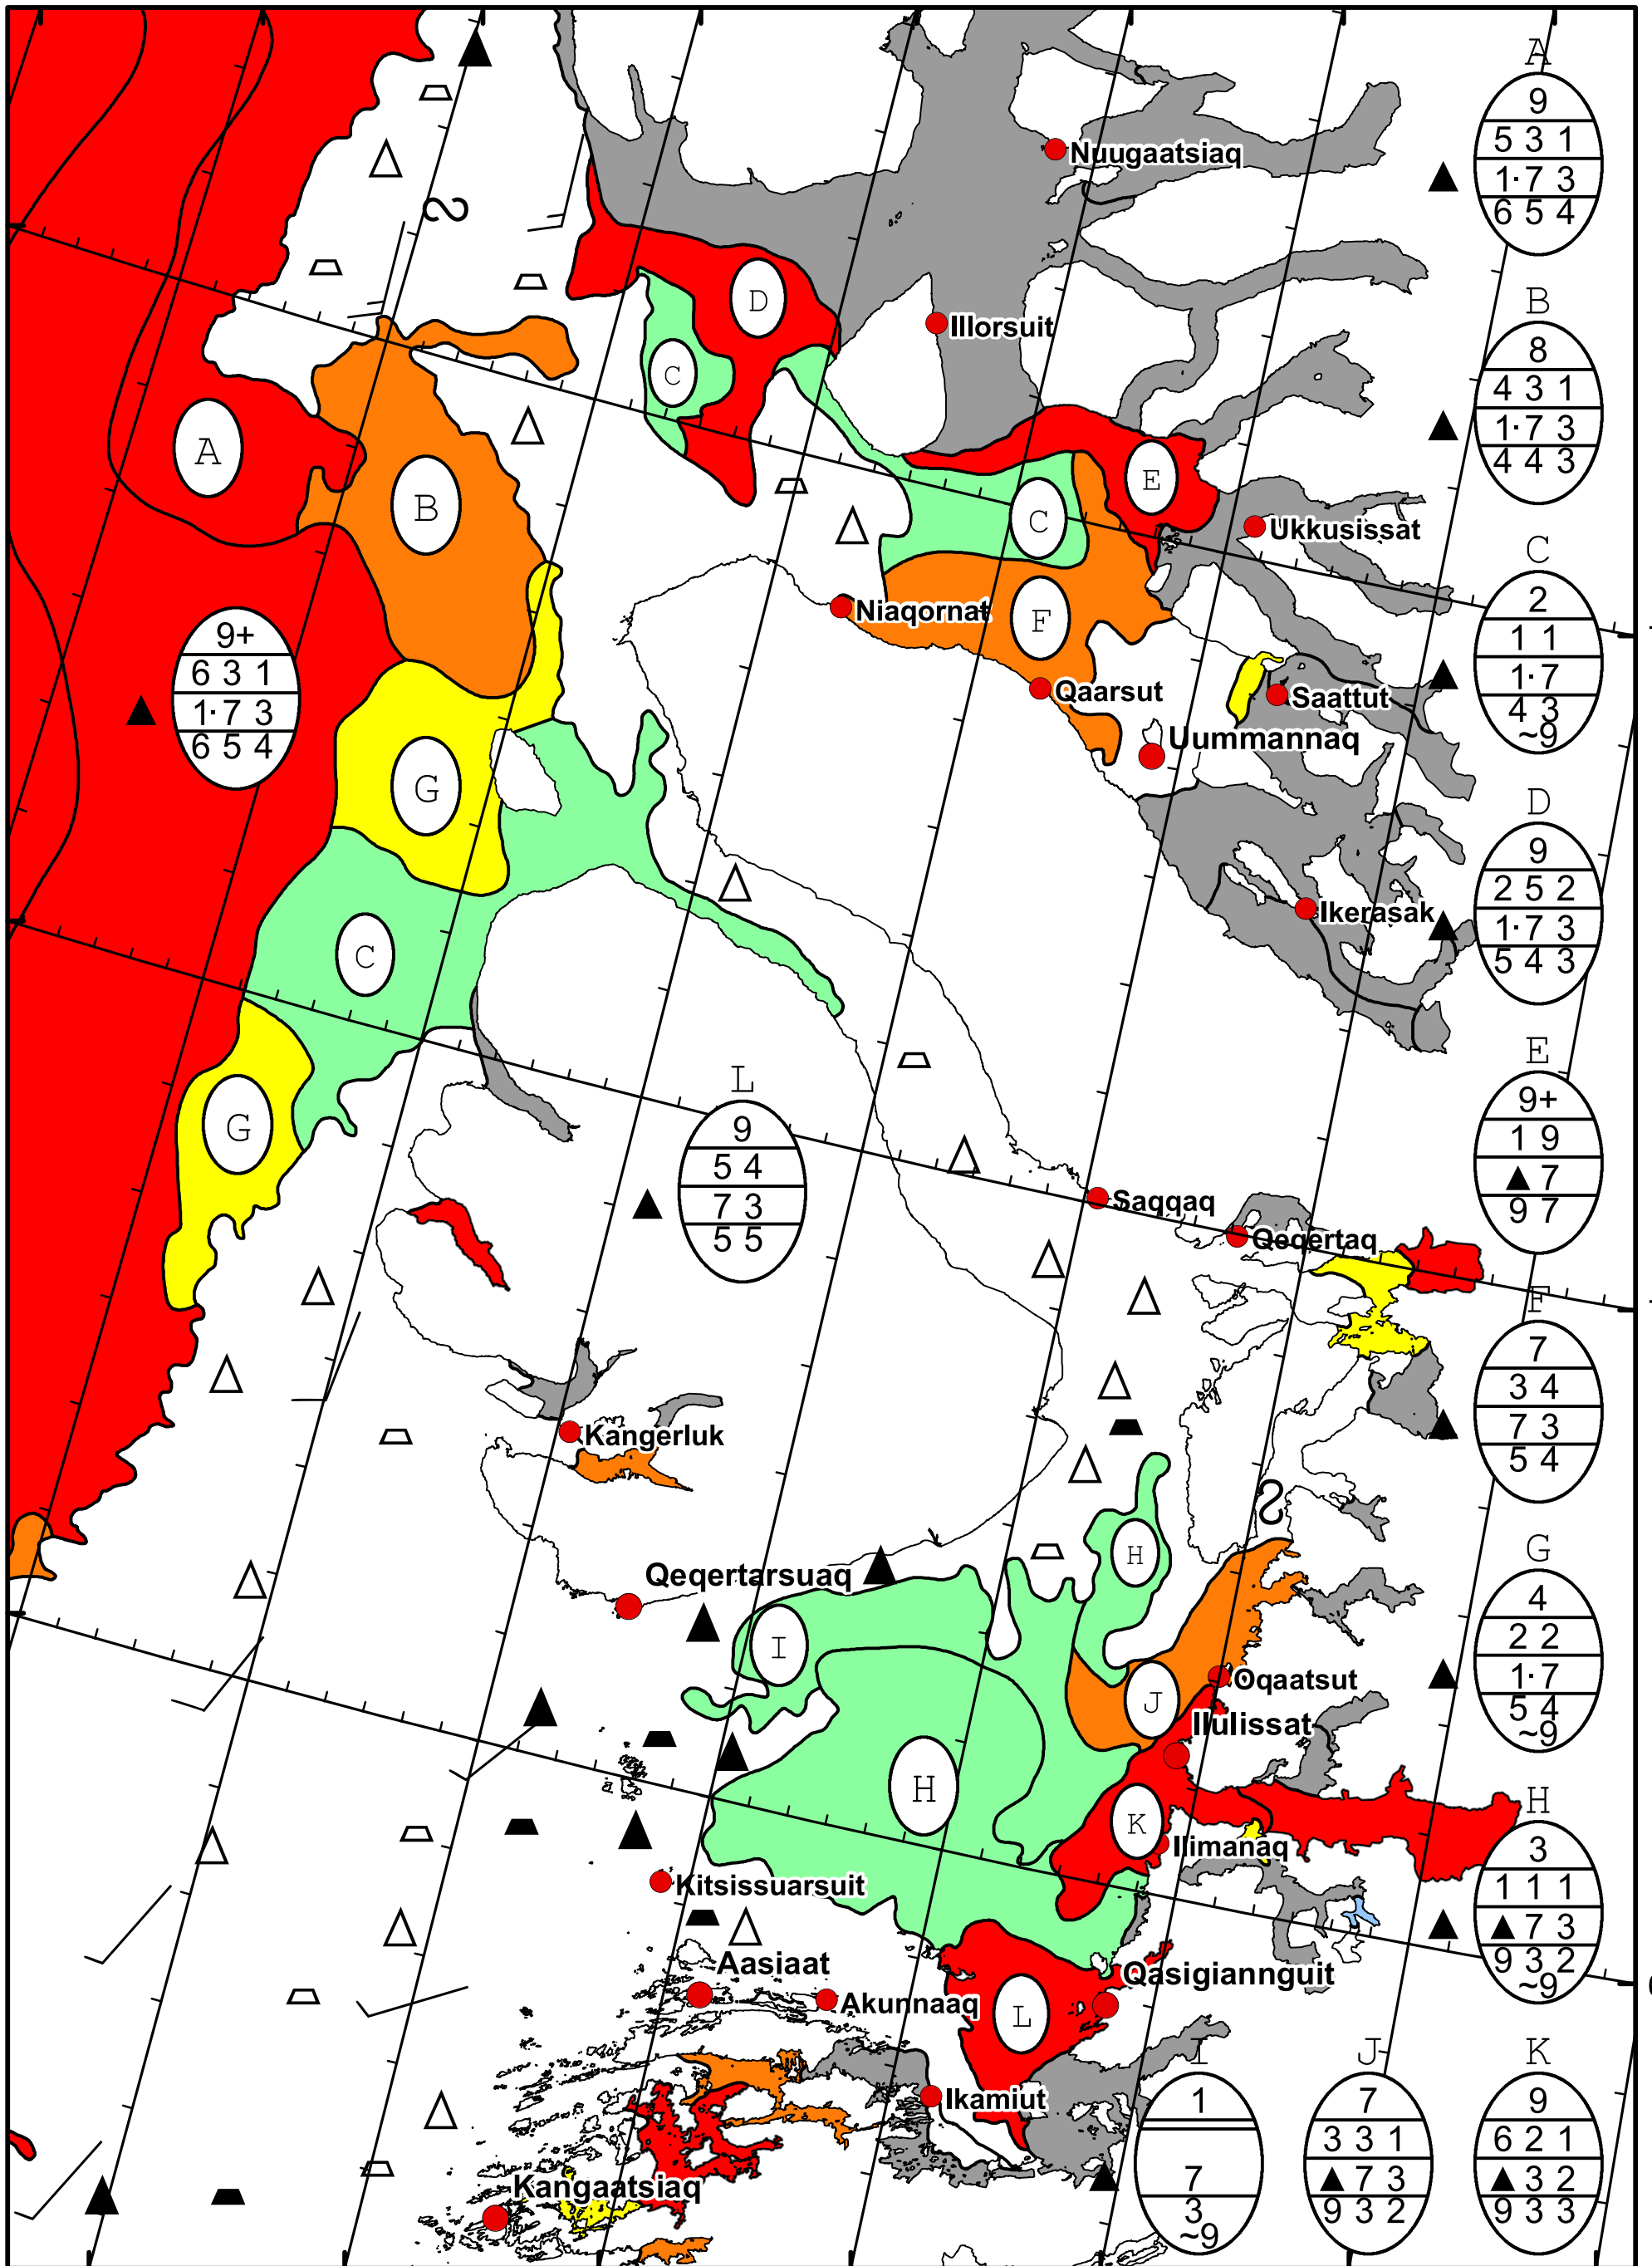 A
9
5 3 1
1· 7 3
6 5 4
Nuugaatsiaq
D
Illorsuit
B
8
4 3 1
1· 7 3
4 4 3
C
A
B
E
C
Ukkusissat
C
2
1 1
1· 7
4 3
~9
Niaqornat
F
9+
6 3 1
1· 7 3
6 5 4
Qaarsut
Saattut
Uummannaq
G
D
9
2 5 2
1· 7 3
5 4 3
Ikerasak
C
E
9+
1 9
▲ 7
9 7
G
L
9
5 4
7 3
5 5
Saqqaq
Qeqertaq
F
7
3 4
7 3
5 4
Kangerluk
H
G
4
2 2
1· 7
5 4
~9
Qeqertarsuaq
I
J
Oqaatsut
Ilulissat
H
K
Ilimanaq
H
3
1 1 1
▲ 7 3
9 3 2
~9
Kitsissuarsuit
Aasiaat
Akunnaaq
Qasigiannguit
L
Ikamiut
Kangaatsiaq
I
1
7
3
~9
J
7
3 3 1
▲ 7 3
9 3 2
K
9
6 2 1
▲ 3 2
9 3 3